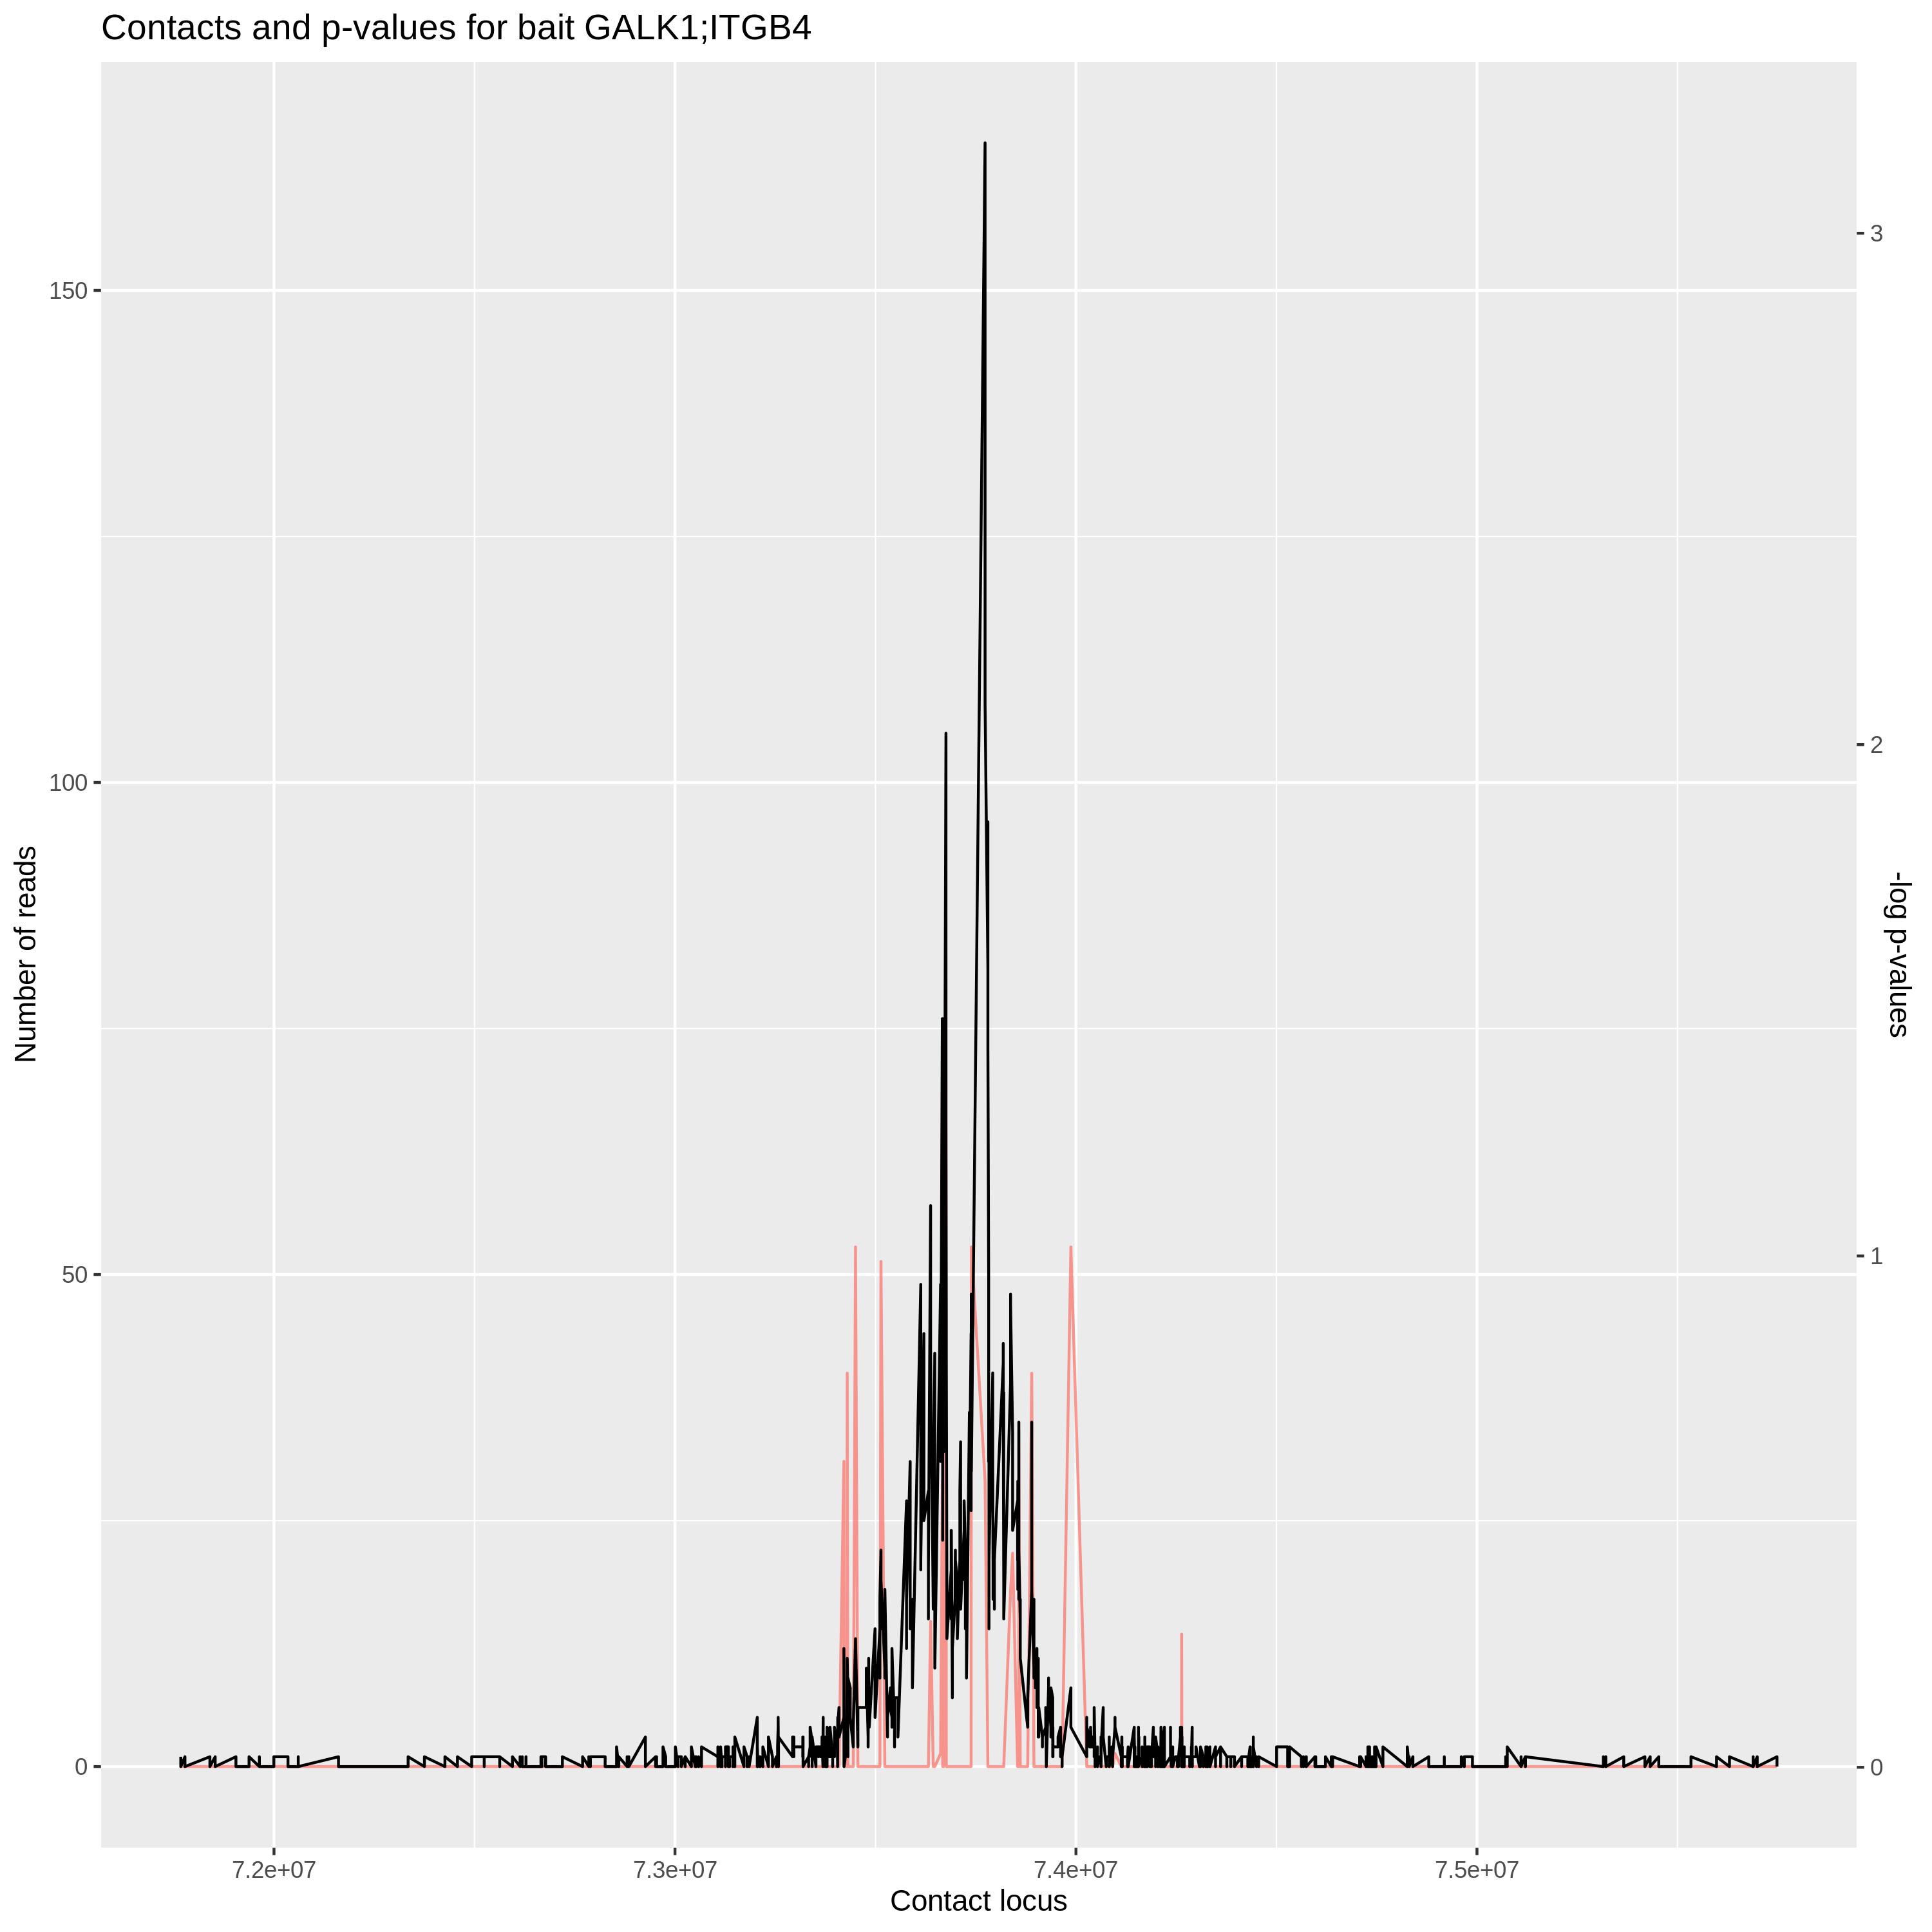 Contacts and p-values for bait GALK1;ITGB4
Number of reads
150
100
50
0
3
2
1
0
-log p-values
7.2e+07 7.3e+07 7.4e+07 7.5e+07
Contact locus